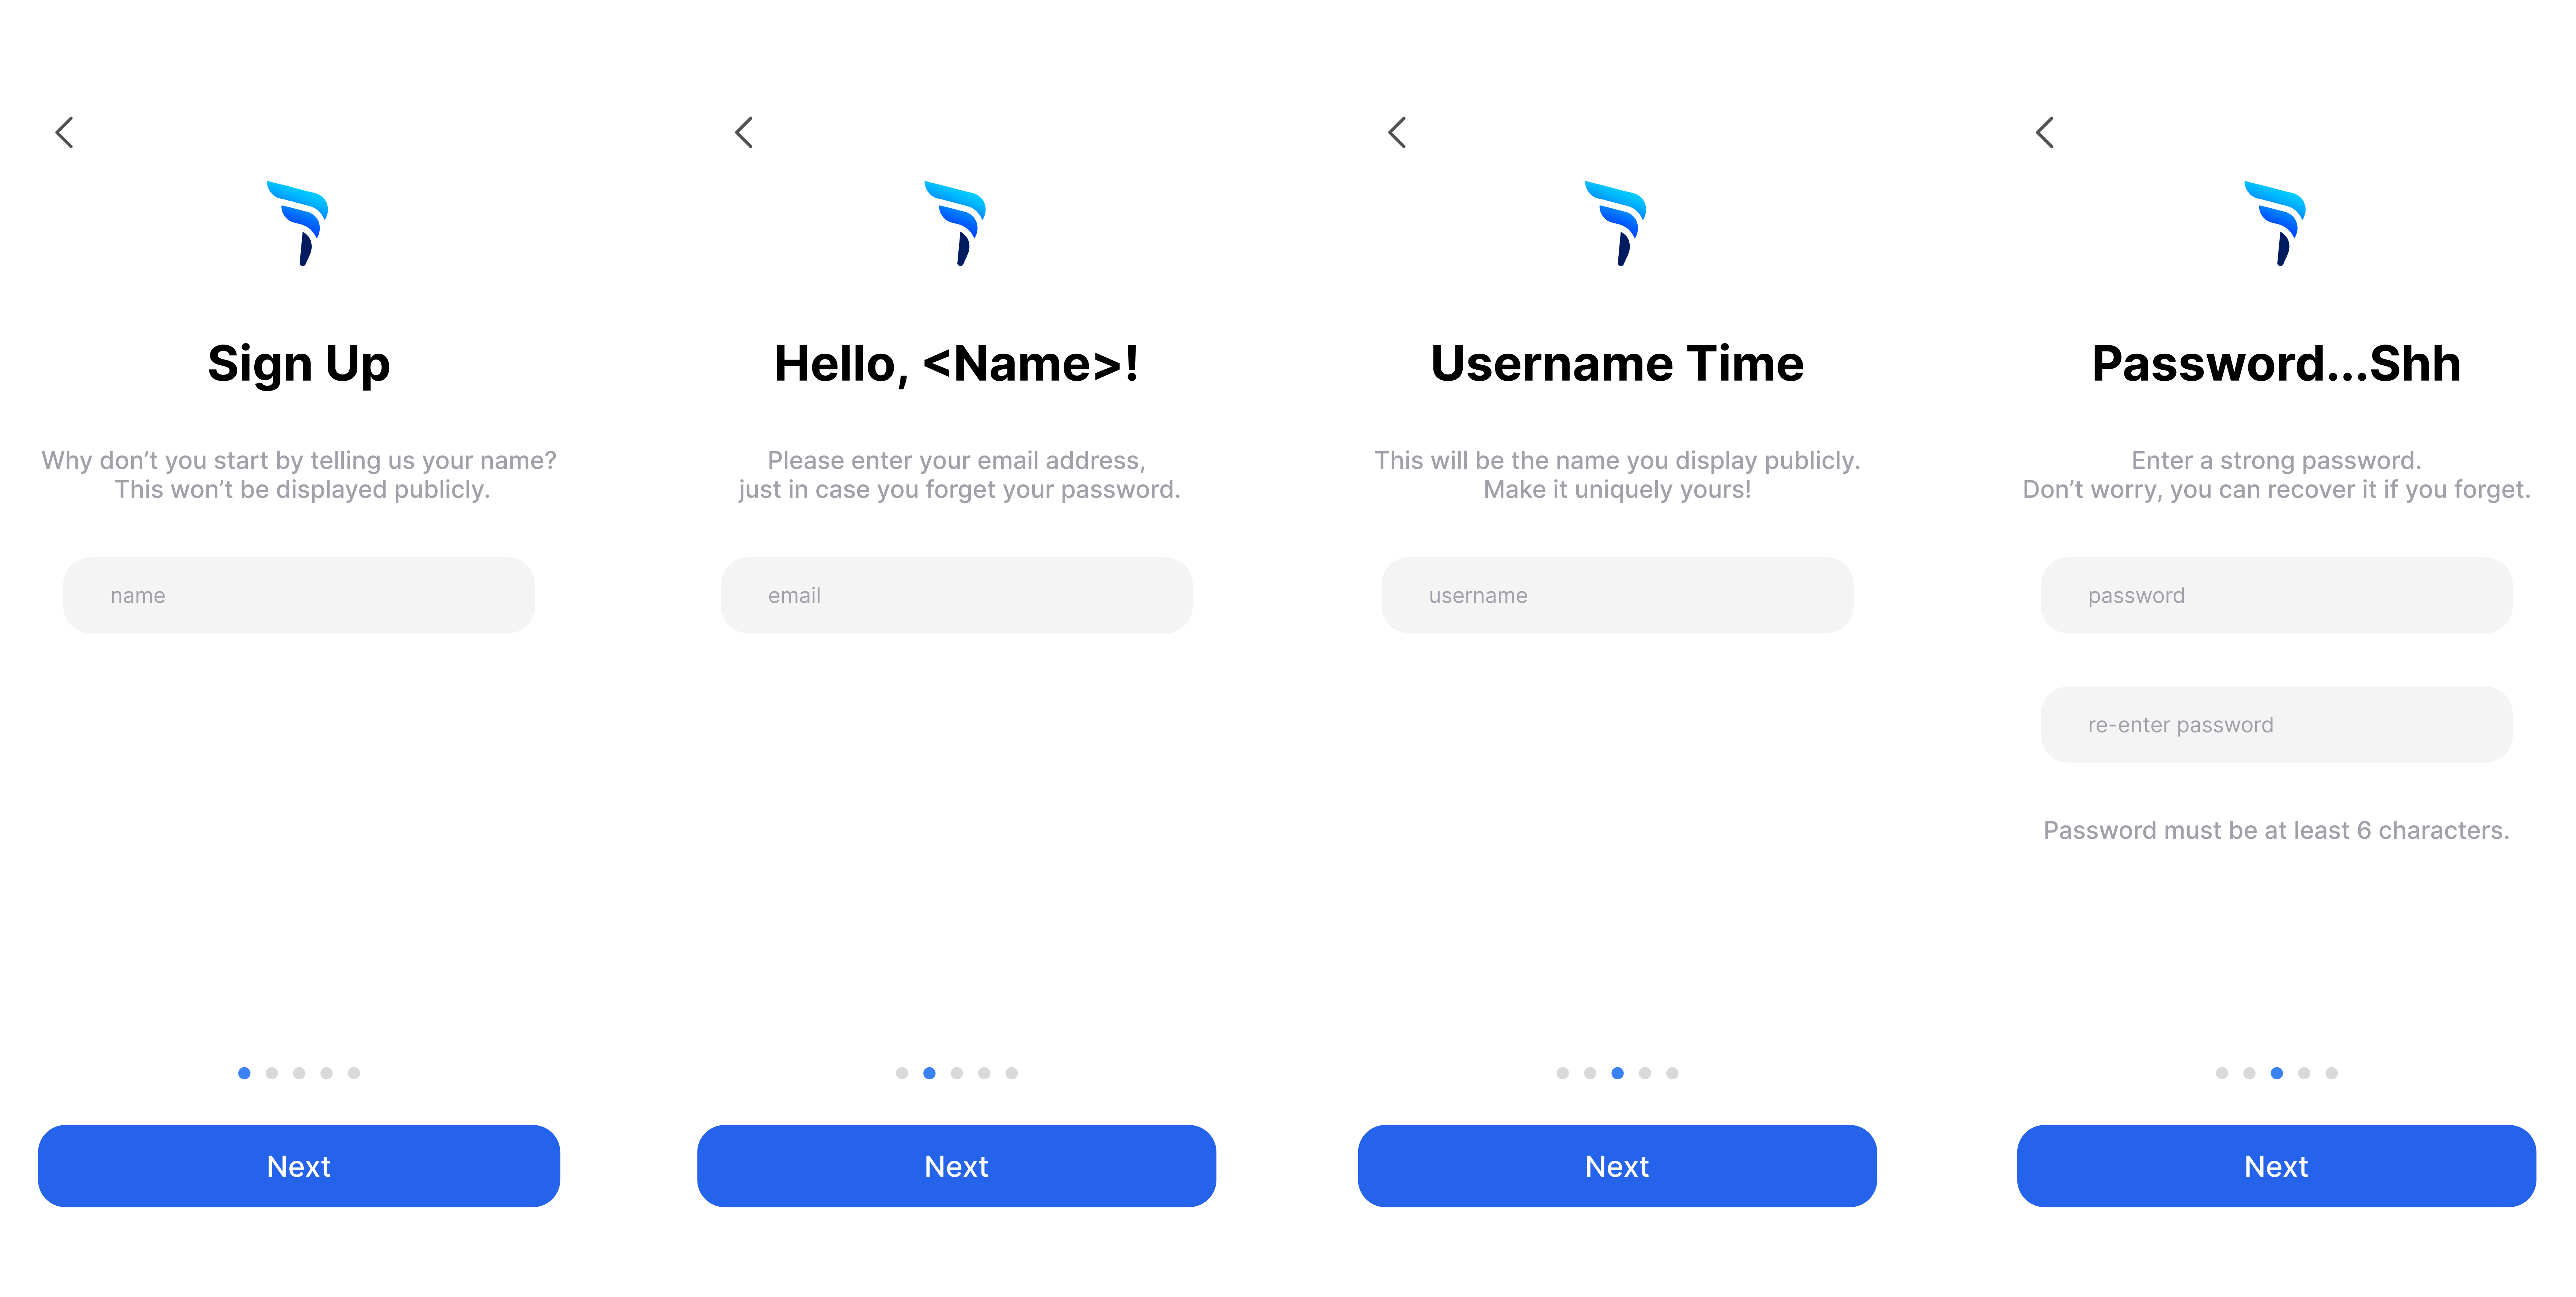 Sign Up
Why don’t you start by telling us your name?
This won’t be displayed publicly.
name
Next
Hello, <Name>!
Please enter your email address,
just in case you forget your password.
email
Next
Username Time
This will be the name you display publicly.
Make it uniquely yours!
username
Next
Password...Shh
Enter a strong password.
Don’t worry, you can recover it if you forget.
password
re-enter password
Password must be at least 6 characters.
Next